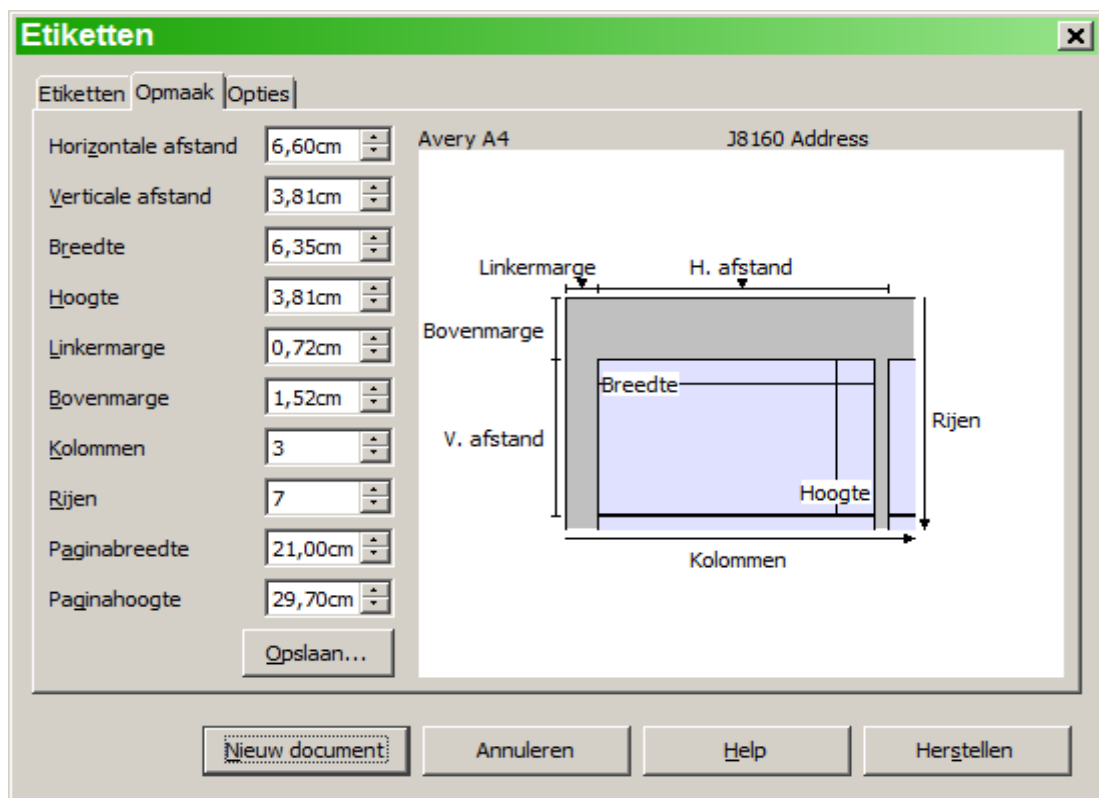 Etiketten
Etiketten Opmaak Opties
Horizontale afstand 6,60cm
Verticale afstand 3,81cm
Breedte 6,35cm
Hoogte 3,81cm
Linkermarge 0,72cm
Bovenmarge 1,52cm
Kolommen 3
Rijen 7
Paginabreedte 21,00cm
Paginahoogte 29,70cm
Opslaan...
Avery A4 J8160 Address
Linkermarge H. afstand
Bovenmarge
Breedte
V. afstand
Rijen
Hoogte
Kolommen
Nieuw document Annuleren Help Herstellen